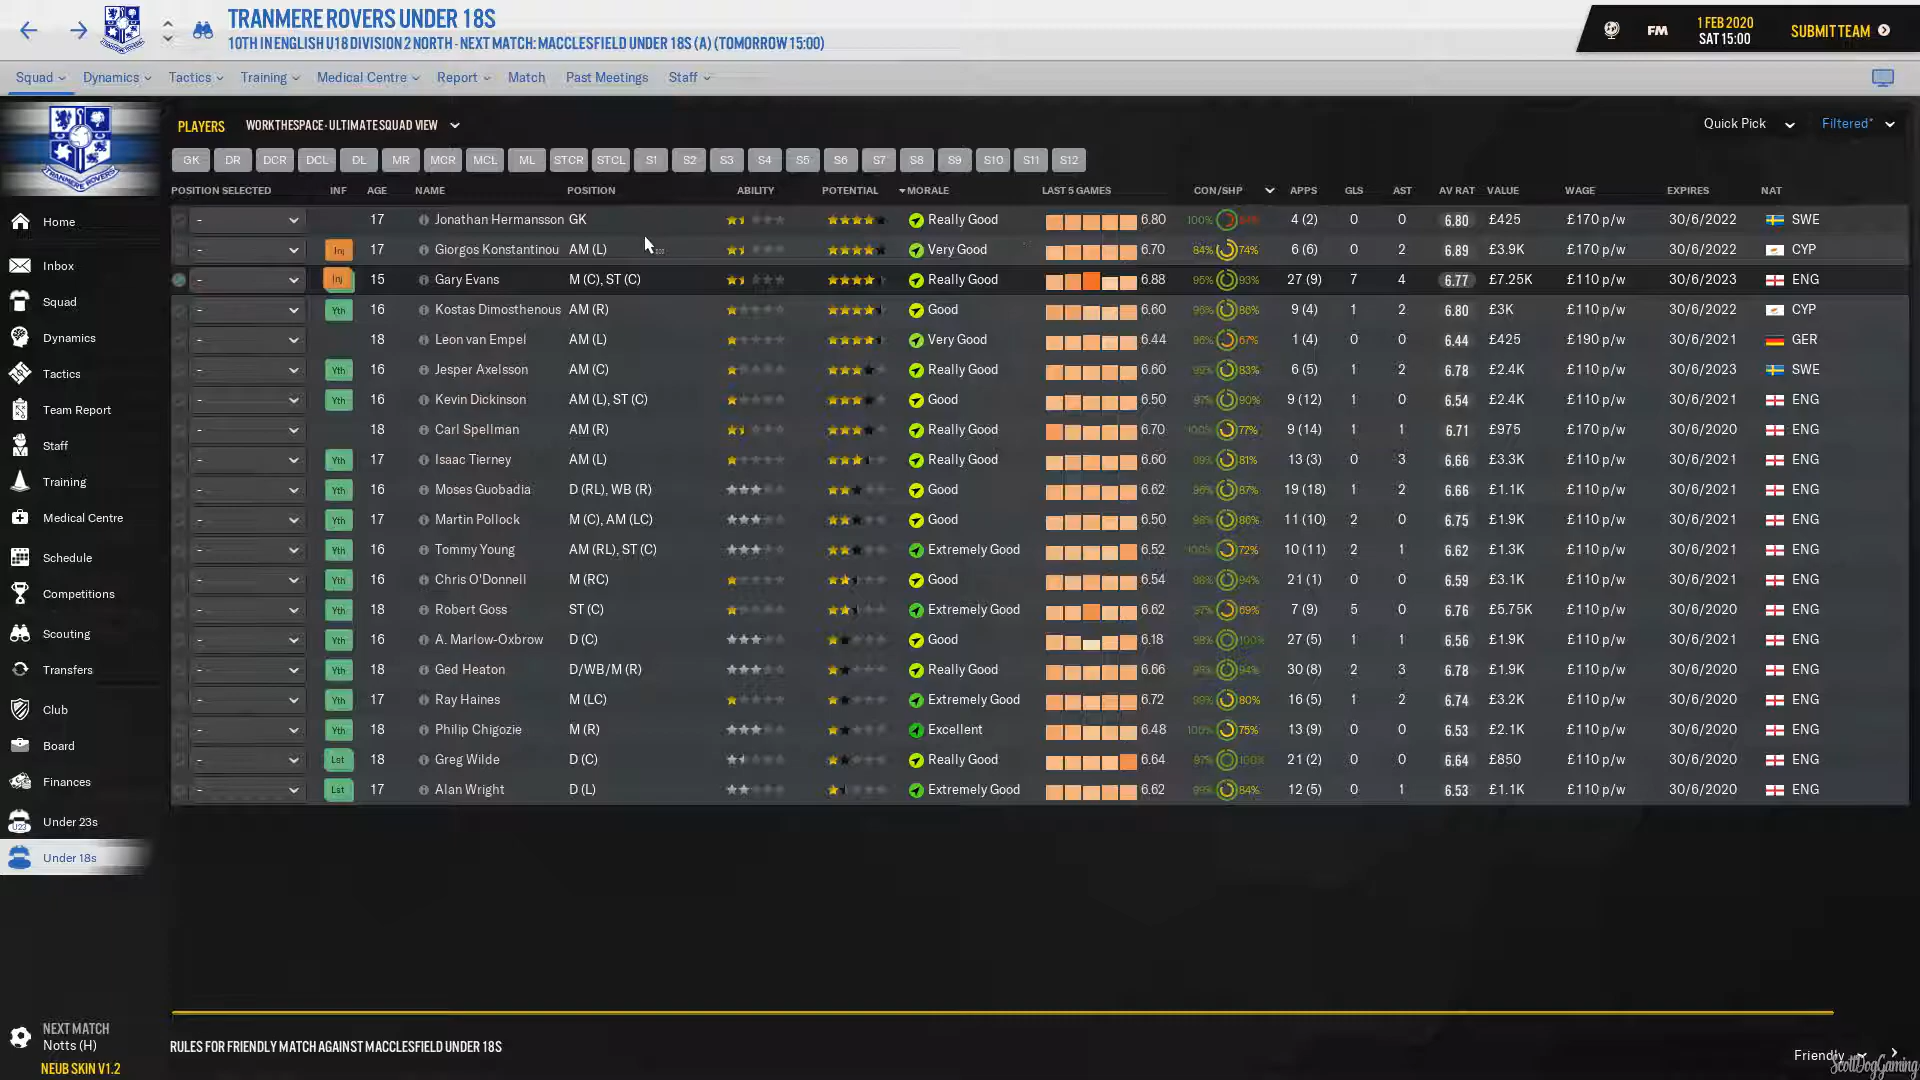 TRANMERE ROVERS UNDER 18S
10TH IN ENGLISH U18 DIVISION 2 NORTH - NEXT MATCH: MACCLESFIELD UNDER 18S (A) (TOMORROW 15:00)
FM
1 FEB 2020
SAT 15:00
SUBMIT TEAM
Squad Dynamics Tactics Training Medical Centre Report Match Past Meetings Staff
TRANMERE ROVERS
PLAYERS WORKTHESPACE - ULTIMATE SQUAD VIEW Quick Pick Filtered*
GK DR DCR DCL DL MR MCR MCL ML STCR STCL S1 S2 S3 S4 S5 S6 S7 S8 S9 S10 S11 S12
POSITION SELECTED INF AGE NAME POSITION ABILITY POTENTIAL MORALE LAST 5 GAMES CON/SHP APPS GLS AST AV RAT VALUE WAGE EXPIRES NAT
- 17 Jonathan Hermansson GK Really Good 6.80 100% 4 (2) 0 0 6.80 £425 £170 p/w 30/6/2022 SWE
- Inj 17 Giorgos Konstantinou AM (L) Very Good 6.70 84% 74% 6 (6) 0 2 6.89 £3.9K £170 p/w 30/6/2022 CYP
- Inj 15 Gary Evans M (C), ST (C) Really Good 6.88 95% 93% 27 (9) 7 4 6.77 £7.25K £110 p/w 30/6/2023 ENG
- Yth 16 Kostas Dimosthenous AM (R) Good 6.60 96% 86% 9 (4) 1 2 6.80 £3K £110 p/w 30/6/2022 CYP
- 18 Leon van Empel AM (L) Very Good 6.44 96% 67% 1 (4) 0 0 6.44 £425 £190 p/w 30/6/2021 GER
- Yth 16 Jesper Axelsson AM (C) Really Good 6.60 99% 83% 6 (5) 1 2 6.78 £2.4K £110 p/w 30/6/2023 SWE
- Yth 16 Kevin Dickinson AM (L), ST (C) Good 6.50 97% 90% 9 (12) 1 0 6.54 £2.4K £110 p/w 30/6/2021 ENG
- 18 Carl Spellman AM (R) Really Good 6.70 100% 77% 9 (14) 1 1 6.71 £975 £170 p/w 30/6/2020 ENG
- Yth 17 Isaac Tierney AM (L) Really Good 6.60 99% 81% 13 (3) 0 3 6.66 £3.3K £110 p/w 30/6/2021 ENG
- Yth 16 Moses Guobadia D (RL), WB (R) Good 6.62 96% 87% 19 (18) 1 2 6.66 £1.1K £110 p/w 30/6/2021 ENG
- Yth 17 Martin Pollock M (C), AM (LC) Good 6.50 98% 86% 11 (10) 2 0 6.75 £1.9K £110 p/w 30/6/2021 ENG
- Yth 16 Tommy Young AM (RL), ST (C) Extremely Good 6.52 100% 72% 10 (11) 2 1 6.62 £1.3K £110 p/w 30/6/2021 ENG
- Yth 16 Chris O'Donnell M (RC) Good 6.54 98% 94% 21 (1) 0 0 6.59 £3.1K £110 p/w 30/6/2021 ENG
- Yth 18 Robert Goss ST (C) Extremely Good 6.62 97% 69% 7 (9) 5 0 6.76 £5.75K £110 p/w 30/6/2020 ENG
- Yth 16 A. Marlow-Oxbrow D (C) Good 6.18 98% 100% 27 (5) 1 1 6.56 £1.9K £110 p/w 30/6/2021 ENG
- Yth 18 Ged Heaton D/WB/M (R) Really Good 6.66 94% 30 (8) 2 3 6.78 £1.9K £110 p/w 30/6/2020 ENG
- Yth 17 Ray Haines M (LC) Extremely Good 6.72 99% 80% 16 (5) 1 2 6.74 £3.2K £110 p/w 30/6/2021 ENG
- Yth 18 Philip Chigozie M (R) Excellent 6.48 100% 75% 13 (9) 0 0 6.53 £2.1K £110 p/w 30/6/2020 ENG
- Lst 18 Greg Wilde D (C) Really Good 6.64 97% 100% 21 (2) 0 0 6.64 £850 £110 p/w 30/6/2020 ENG
- Lst 17 Alan Wright D (L) Extremely Good 6.62 99% 84% 12 (5) 0 1 6.53 £1.1K £110 p/w 30/6/2020 ENG
Home
Inbox
Squad
Dynamics
Tactics
Team Report
Staff
Training
Medical Centre
Schedule
Competitions
Scouting
Transfers
Club
Board
Finances
U23
Under 23s
Under 18s
NEXT MATCH
Notts (H)
NEUB SKIN V1.2
RULES FOR FRIENDLY MATCH AGAINST MACCLESFIELD UNDER 18S
Friendly
ScottDogGaming